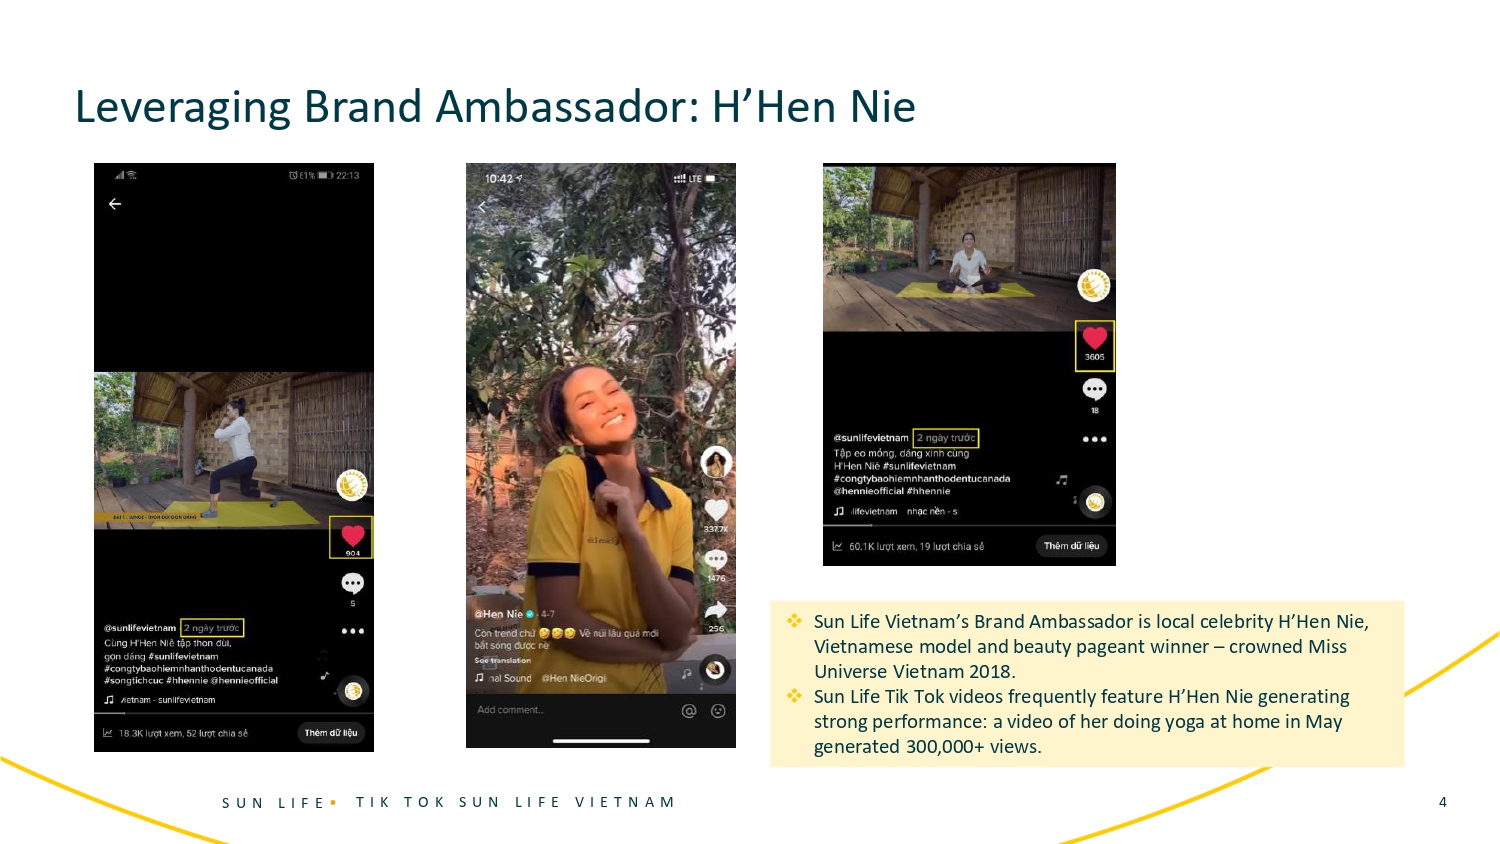 Leveraging Brand Ambassador: H’Hen Nie
61% 22:13
904
5
@sunlifevietnam 2 ngày trước
Cùng H'Hen Niê tập thon đùi,
gọn dáng #sunlifevietnam
#congtybaohiemnhanthodentucanada
#songtichcuc #hhennie @hennieofficial
vietnam - sunlifevietnam
18.3K lượt xem, 52 lượt chia sẻ
Thêm dữ liệu
10:42 LTE
337.7K
1476
256
@Hen Nie · 4-7
Còn trend chứ 🤣🤣🤣 Về núi lâu quá mới
bắt sóng được nè
See translation
nal Sound @Hen NieOrigi
Add comment...
3605
18
@sunlifevietnam 2 ngày trước
Tập eo mỏng, dáng xinh cùng
H'Hen Niê #sunlifevietnam
#congtybaohiemnhanthodentucanada
@hennieofficial #hhennie
lifevietnam nhạc nền - s
60.1K lượt xem, 19 lượt chia sẻ
Thêm dữ liệu
❖ Sun Life Vietnam’s Brand Ambassador is local celebrity H’Hen Nie,
Vietnamese model and beauty pageant winner – crowned Miss
Universe Vietnam 2018.
❖ Sun Life Tik Tok videos frequently feature H’Hen Nie generating
strong performance: a video of her doing yoga at home in May
generated 300,000+ views.
SUN LIFE • TIK TOK SUN LIFE VIETNAM
4